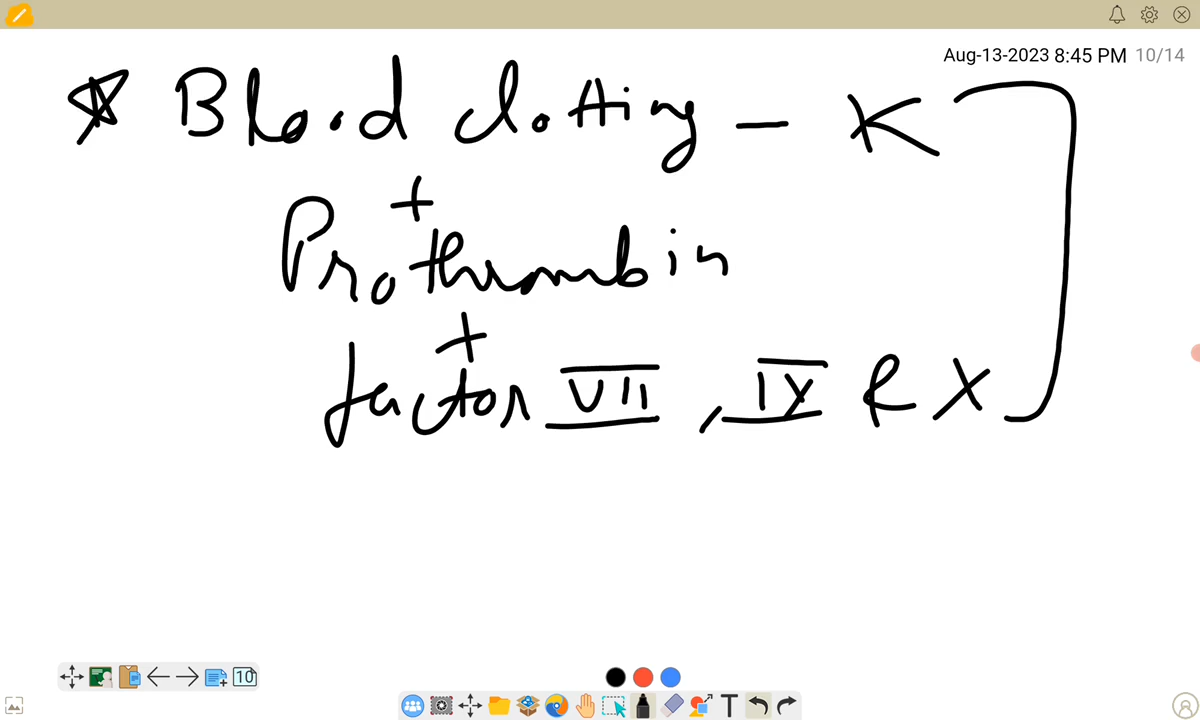 Aug-13-2023 8:45 PM 10/14
Blood clotting - K
+
Prothrombin
+
factor VII, IX & X
10
T